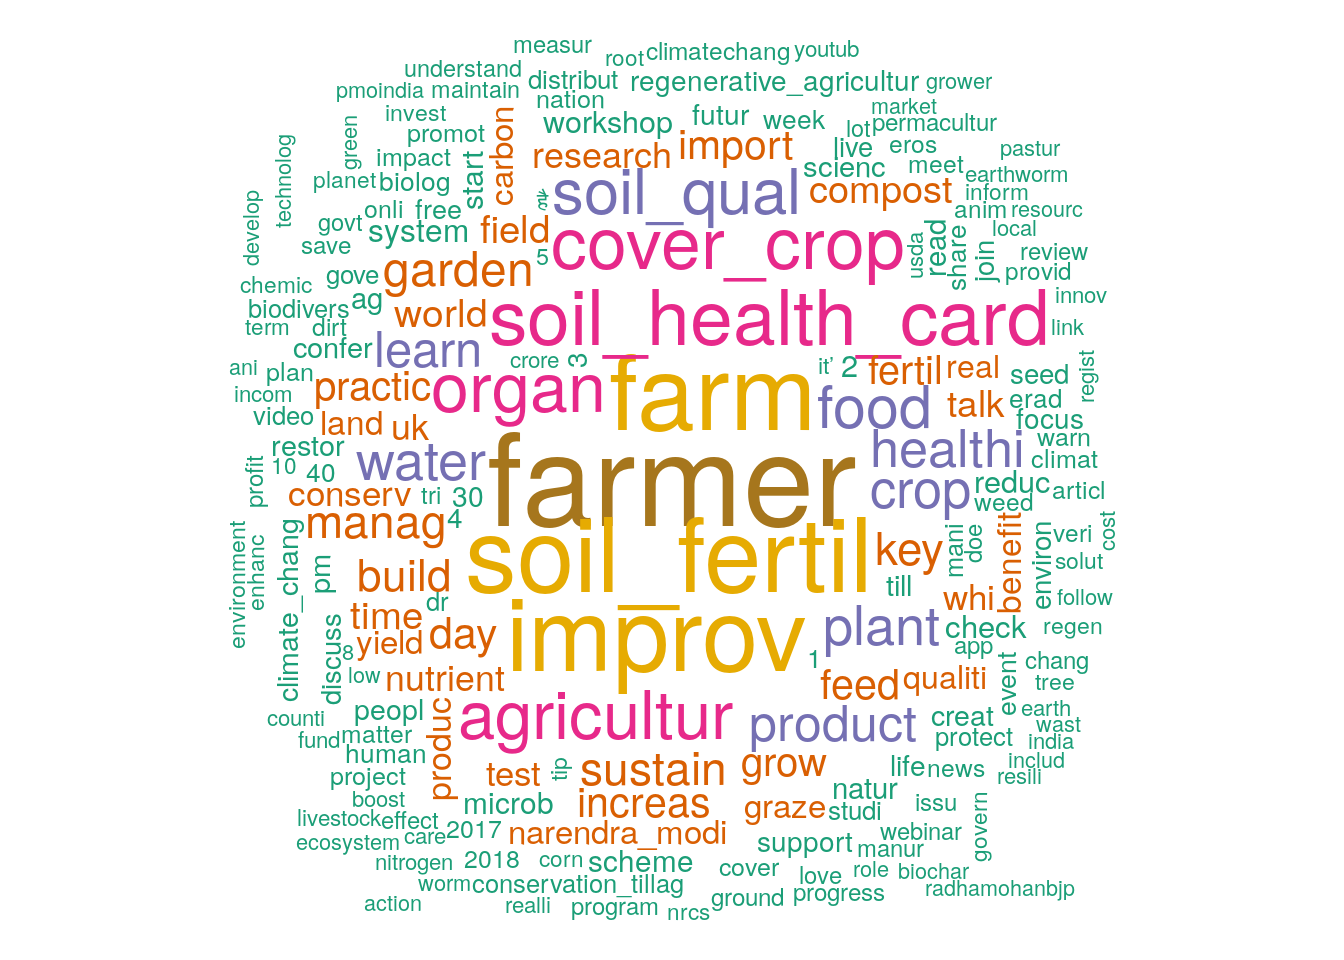 measur
root
climatechang
youtub
understand
distribut
regenerative_agricultur
grower
pmoindia
maintain
nation
market
invest
workshop
futur
week
lot
permacultur
green
promot
carbon
research
import
live
eros
pastur
technolog
impact
start
scienc
meet
earthworm
planet
biolog
soil_qual
compost
inform
develop
onli
free
anim
resourc
govt
system
field
cover_crop
usda
read
share
join
local
save
5
review
chemic
gove
garden
provid
biodivers
ag
world
soil_health_card
innov
term
dirt
link
confer
learn
crore
3
it’
2
fertil
real
seed
regist
ani
plan
practic
organ
farm
food
talk
erad
incom
focus
video
land
uk
warn
restor
water
farmer
healthi
climat
profit
10
40
crop
reduc
articl
conserv
tri
30
weed
manag
4
key
mani
doe
benefit
environ
veri
cost
environment
enhanc
climate_chang
pm
build
soil_fertil
till
solut
dr
whi
follow
time
day
improv
plant
check
regen
discuss
8
yield
1
app
low
nutrient
feed
qualiti
event
chang
tree
counti
peopl
produc
agricultur
product
creat
earth
fund
matter
protect
wast
india
human
project
test
tip
sustain
grow
life
news
includ
resili
boost
microb
increas
graze
natur
studi
issu
livestock
effect
care
2017
narendra_modi
webinar
govern
ecosystem
support
manur
nitrogen
2018
corn
scheme
cover
love
role
biochar
worm
conservation_tillag
ground
progress
radhamohanbjp
action
realli
program
nrcs